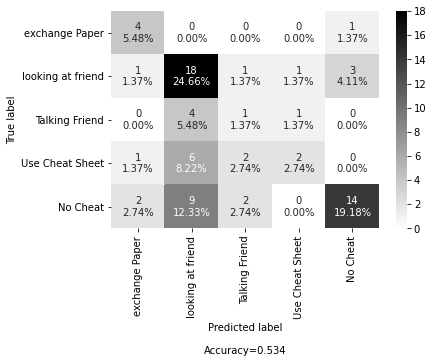 exchange Paper 4 0 0 0 1
5.48% 0.00% 0.00% 0.00% 1.37%
looking at friend 1 18 1 1 3
1.37% 24.66% 1.37% 1.37% 4.11%
Talking Friend 0 4 1 1 0
0.00% 5.48% 1.37% 1.37% 0.00%
Use Cheat Sheet 1 6 2 2 0
1.37% 8.22% 2.74% 2.74% 0.00%
No Cheat 2 9 2 0 14
2.74% 12.33% 2.74% 0.00% 19.18%
True label
exchange Paper
looking at friend
Talking Friend
Use Cheat Sheet
No Cheat
Predicted label
Accuracy=0.534
18
16
14
12
10
8
6
4
2
0